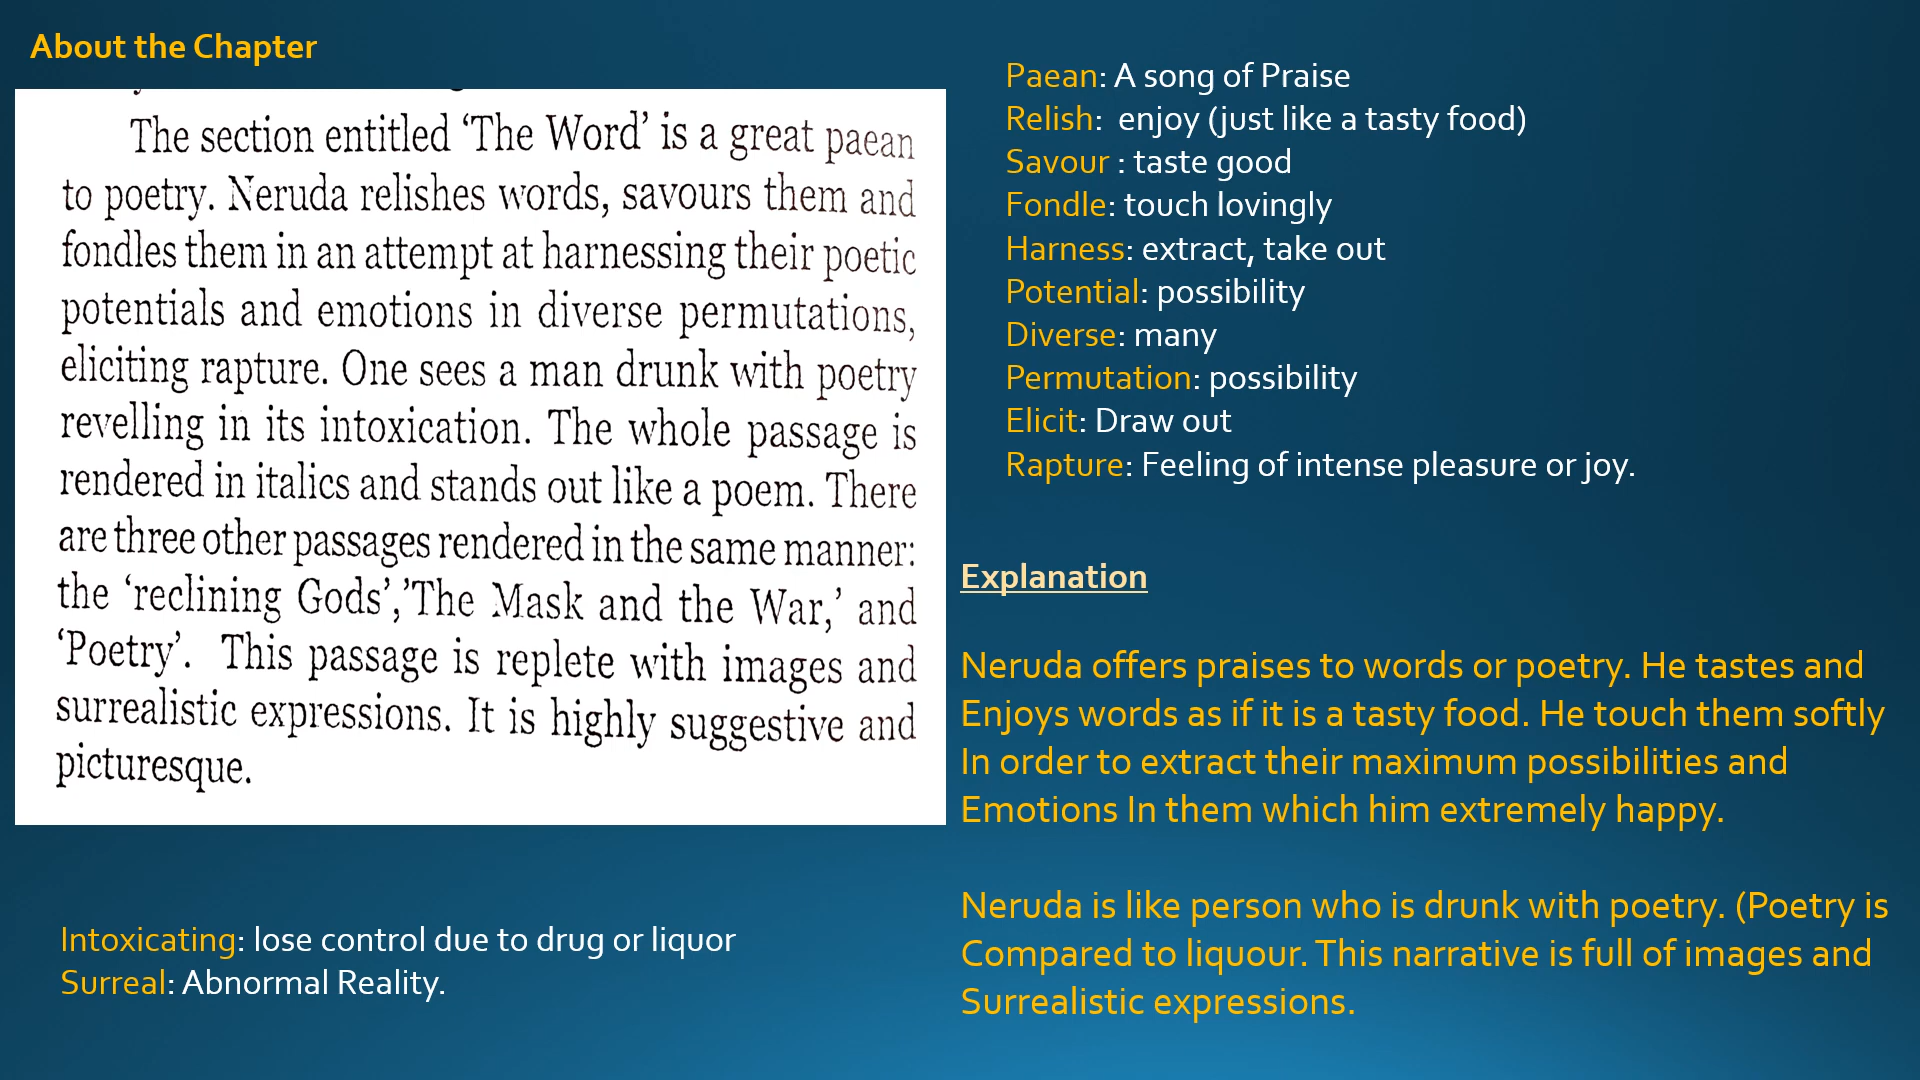 About the Chapter
The section entitled ‘The Word’ is a great paean
to poetry. Neruda relishes words, savours them and
fondles them in an attempt at harnessing their poetic
potentials and emotions in diverse permutations,
eliciting rapture. One sees a man drunk with poetry
revelling in its intoxication. The whole passage is
rendered in italics and stands out like a poem. There
are three other passages rendered in the same manner:
the ‘reclining Gods’,’The Mask and the War,’ and
‘Poetry’. This passage is replete with images and
surrealistic expressions. It is highly suggestive and
picturesque.
Intoxicating: lose control due to drug or liquor
Surreal: Abnormal Reality.
Paean: A song of Praise
Relish: enjoy (just like a tasty food)
Savour : taste good
Fondle: touch lovingly
Harness: extract, take out
Potential: possibility
Diverse: many
Permutation: possibility
Elicit: Draw out
Rapture: Feeling of intense pleasure or joy.
Explanation
Neruda offers praises to words or poetry. He tastes and
Enjoys words as if it is a tasty food. He touch them softly
In order to extract their maximum possibilities and
Emotions In them which him extremely happy.
Neruda is like person who is drunk with poetry. (Poetry is
Compared to liquour. This narrative is full of images and
Surrealistic expressions.